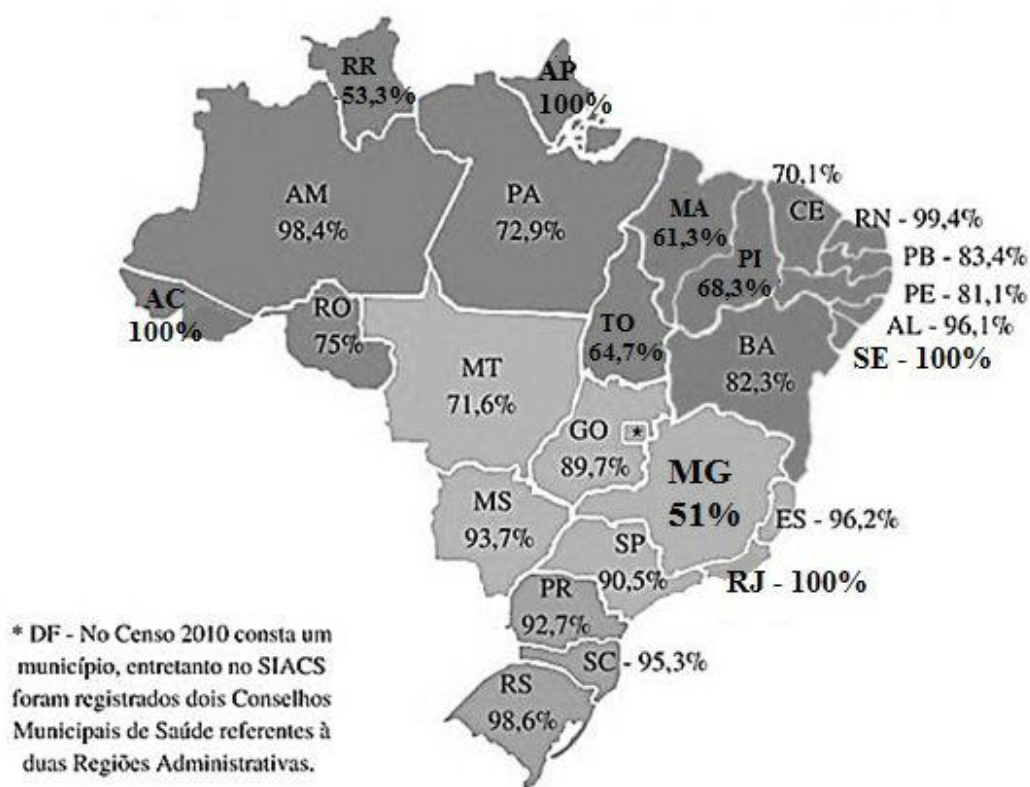 RR
53,3%
AP
100%
AM
98,4%
PA
72,9%
MA
61,3%
70,1%
CE
RN - 99,4%
PB - 83,4%
PI
68,3%
PE - 81,1%
AL - 96,1%
SE - 100%
AC
100%
RO
75%
TO
64,7%
BA
82,3%
MT
71,6%
GO
*
89,7%
MG
51%
MS
93,7%
ES - 96,2%
SP
90,5%
RJ - 100%
PR
92,7%
SC - 95,3%
RS
98,6%
* DF - No Censo 2010 consta um
município, entretanto no SIACS
foram registrados dois Conselhos
Municipais de Saúde referentes à
duas Regiões Administrativas.